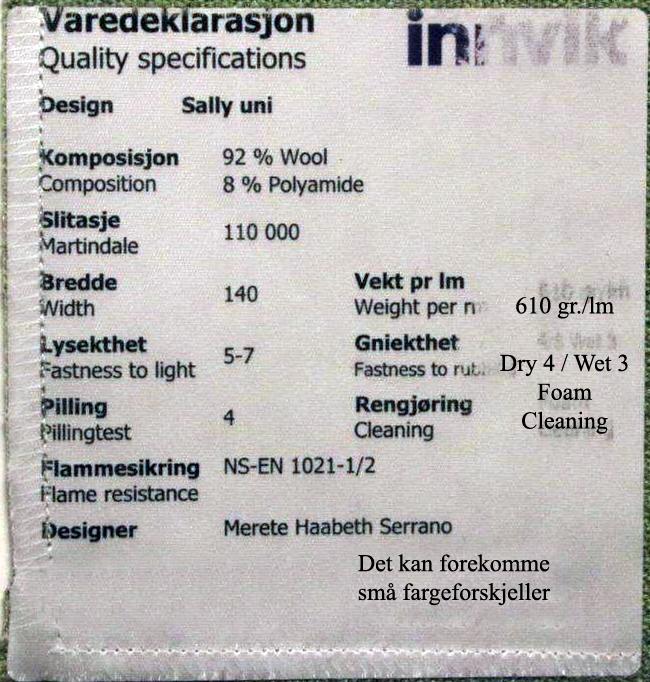 Varedeklarasjon
innvik
Quality specifications
Design Sally uni
Komposisjon 92 % Wool
Composition 8 % Polyamide
Slitasje
Martindale 110 000
Bredde 140 Vekt pr lm
Width Weight per 610 gr./lm
Lysekthet 5-7 Gniekthet
Fastness to light Fastness to Dry 4 / Wet 3
Pilling 4 Rengjøring Foam
Pillingtest Cleaning Cleaning
Flammesikring NS-EN 1021-1/2
Flame resistance
Designer Merete Haabeth Serrano
Det kan forekomme
små fargeforskjeller